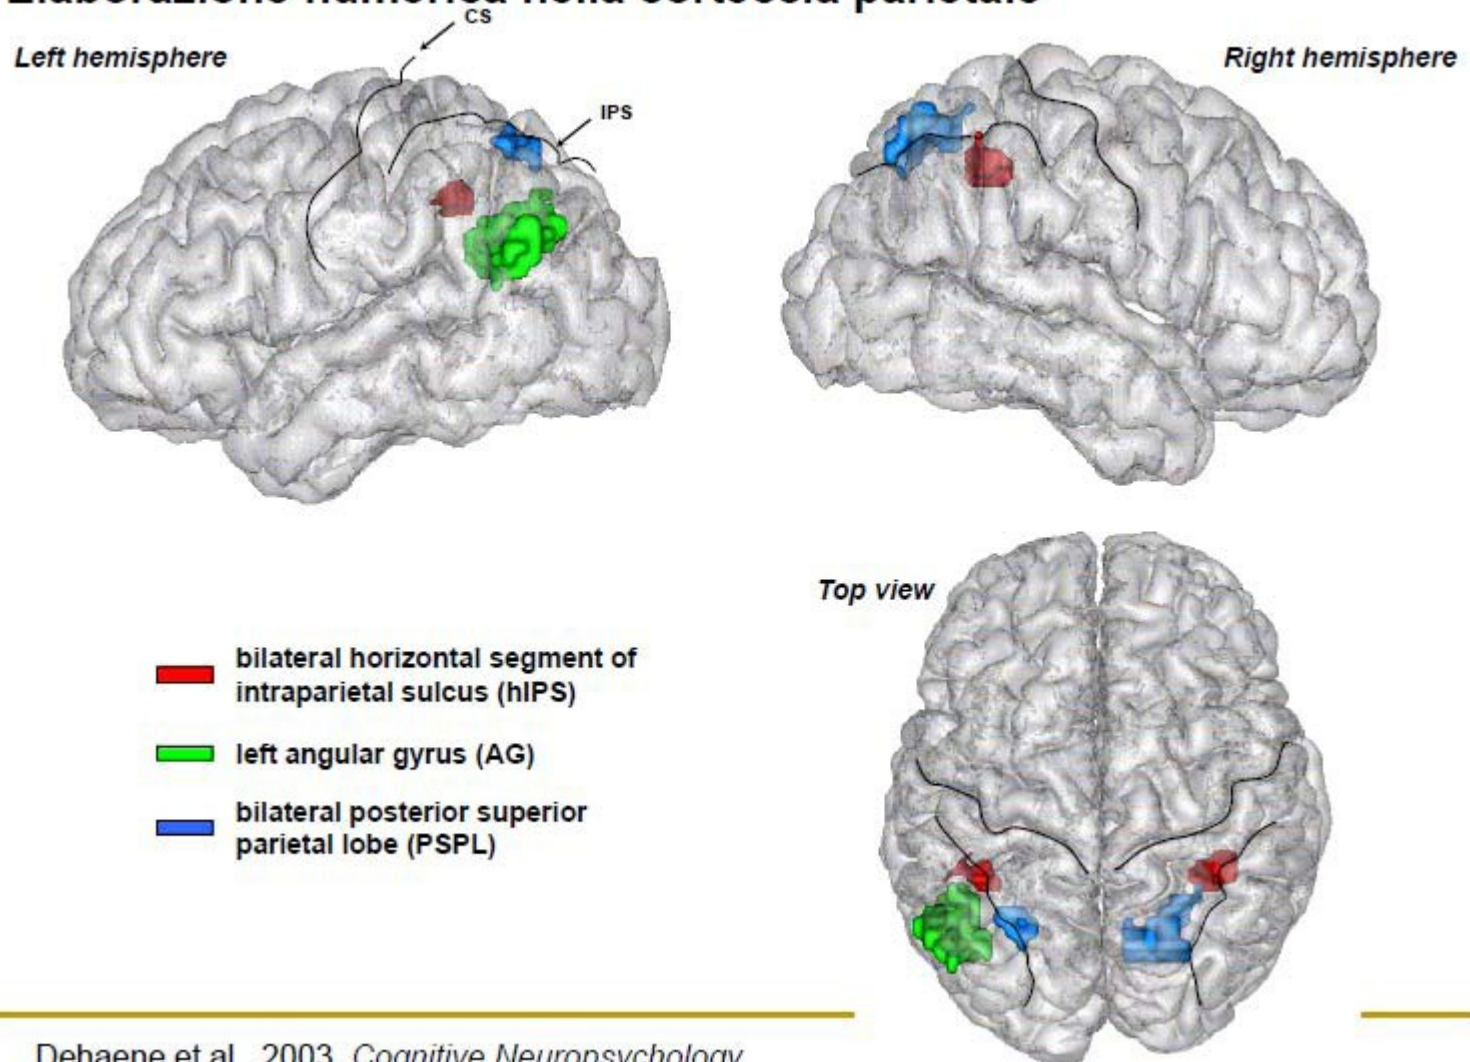 Elaborazione numerica nella corteccia parietale
CS
Left hemisphere
Right hemisphere
IPS
Top view
bilateral horizontal segment of
intraparietal sulcus (hIPS)
left angular gyrus (AG)
bilateral posterior superior
parietal lobe (PSPL)
Dehaene et al., 2003, Cognitive Neuropsychology